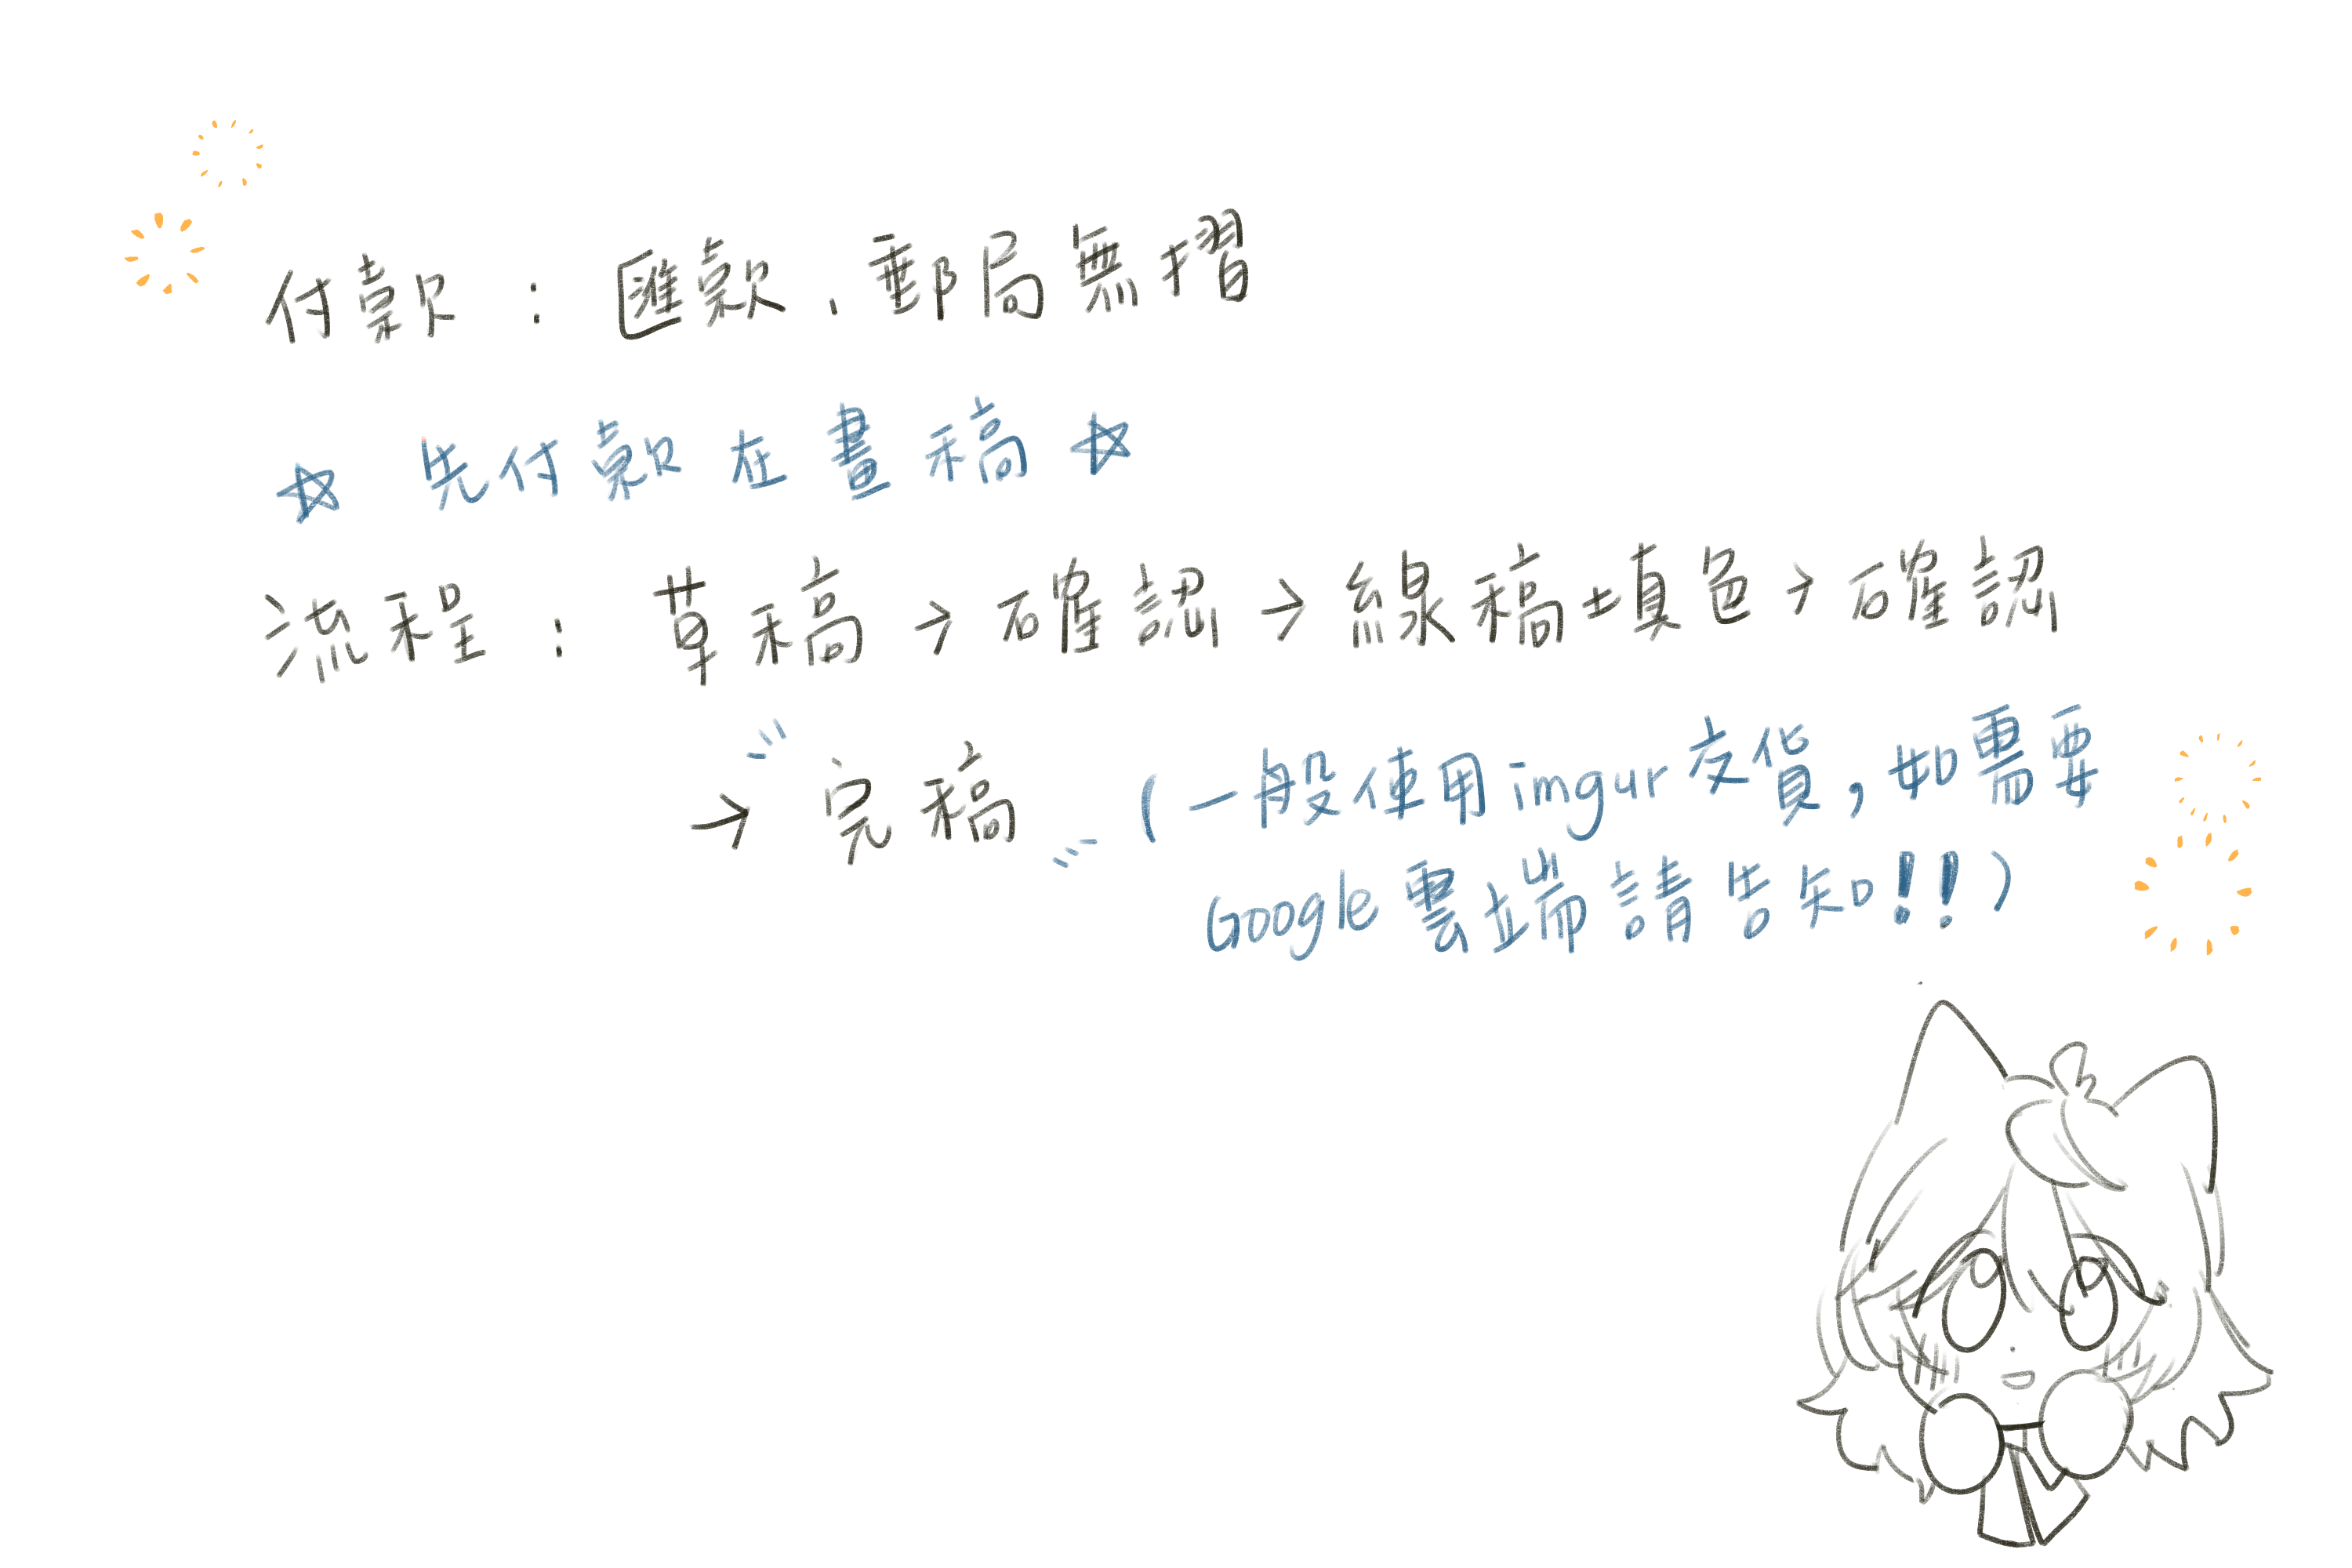 付款：匯款、郵局無摺
☆ 先付款在畫稿 ☆
流程：草稿→確認→線稿填色→確認
→完稿 (一般使用imgur交貨，如需要
Google雲端請告知!!)